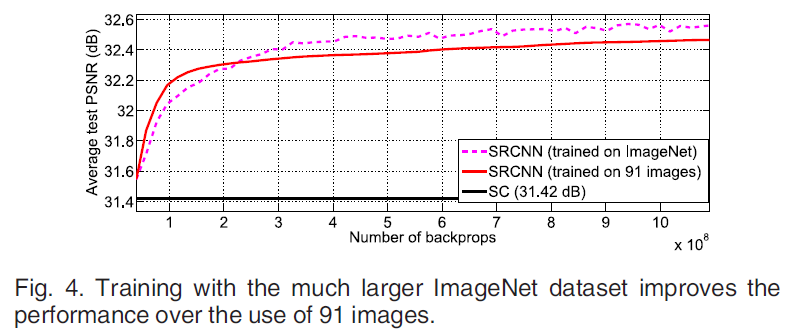 32.6
32.4
32.2
32
31.8
31.6
31.4
Average test PSNR (dB)
SRCNN (trained on ImageNet)
SRCNN (trained on 91 images)
SC (31.42 dB)
1 2 3 4 5 6 7 8 9 10
Number of backprops
x 10⁸
Fig. 4. Training with the much larger ImageNet dataset improves the
performance over the use of 91 images.